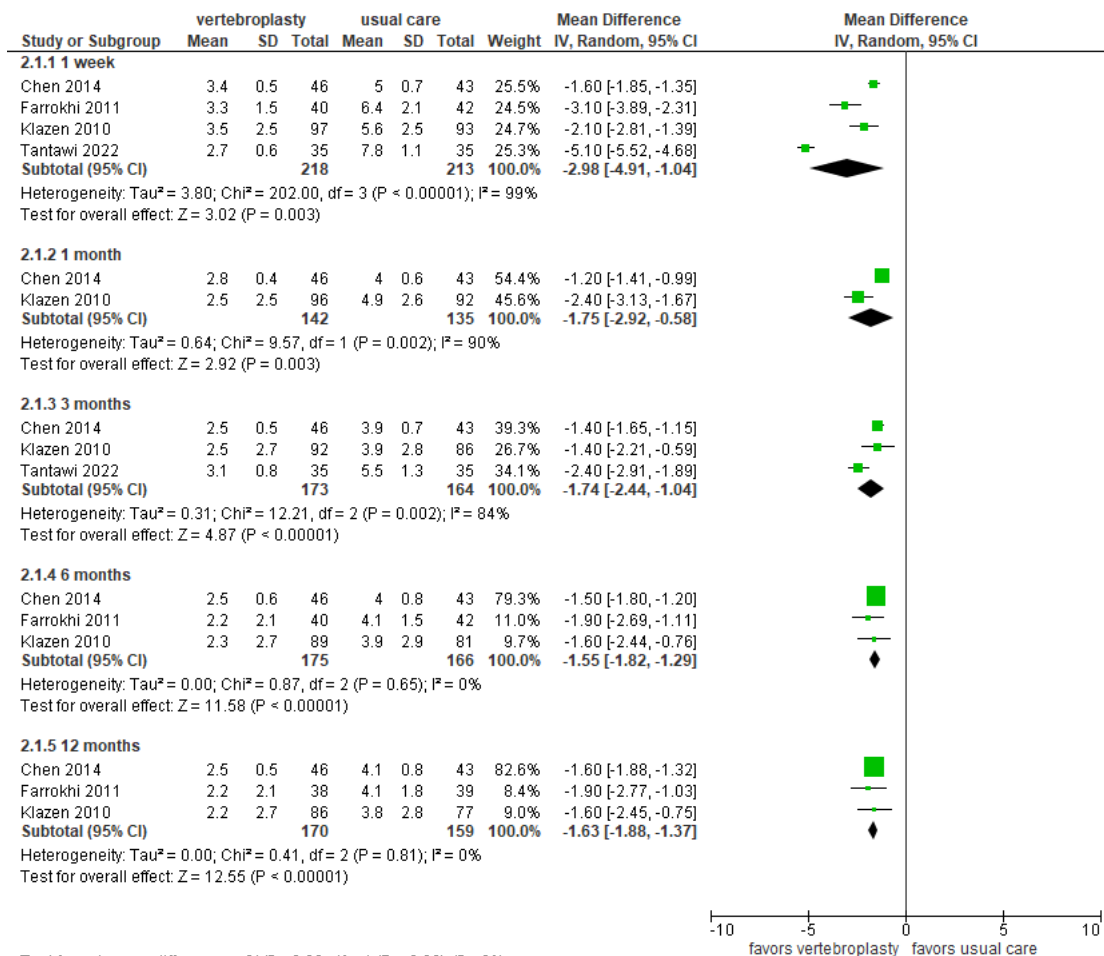 vertebroplasty usual care Mean Difference Mean Difference
Study or Subgroup Mean SD Total Mean SD Total Weight IV, Random, 95% CI IV, Random, 95% CI
2.1.1 1 week
Chen 2014 3.4 0.5 46 5 0.7 43 25.5% -1.60 [-1.85, -1.35]
Farrokhi 2011 3.3 1.5 40 6.4 2.1 42 24.5% -3.10 [-3.89, -2.31]
Klazen 2010 3.5 2.5 97 5.6 2.5 93 24.7% -2.10 [-2.81, -1.39]
Tantawi 2022 2.7 0.6 35 7.8 1.1 35 25.3% -5.10 [-5.52, -4.68]
Subtotal (95% CI) 218 213 100.0% -2.98 [-4.91, -1.04]
Heterogeneity: Tau² = 3.80; Chi² = 202.00, df = 3 (P < 0.00001); I² = 99%
Test for overall effect: Z = 3.02 (P = 0.003)
2.1.2 1 month
Chen 2014 2.8 0.4 46 4 0.6 43 54.4% -1.20 [-1.41, -0.99]
Klazen 2010 2.5 2.5 96 4.9 2.6 92 45.6% -2.40 [-3.13, -1.67]
Subtotal (95% CI) 142 135 100.0% -1.75 [-2.92, -0.58]
Heterogeneity: Tau² = 0.64; Chi² = 9.57, df = 1 (P = 0.002); I² = 90%
Test for overall effect: Z = 2.92 (P = 0.003)
2.1.3 3 months
Chen 2014 2.5 0.5 46 3.9 0.7 43 39.3% -1.40 [-1.65, -1.15]
Klazen 2010 2.5 2.7 92 3.9 2.8 86 26.7% -1.40 [-2.21, -0.59]
Tantawi 2022 3.1 0.8 35 5.5 1.3 35 34.1% -2.40 [-2.91, -1.89]
Subtotal (95% CI) 173 164 100.0% -1.74 [-2.44, -1.04]
Heterogeneity: Tau² = 0.31; Chi² = 12.21, df = 2 (P = 0.002); I² = 84%
Test for overall effect: Z = 4.87 (P < 0.00001)
2.1.4 6 months
Chen 2014 2.5 0.6 46 4 0.8 43 79.3% -1.50 [-1.80, -1.20]
Farrokhi 2011 2.2 2.1 40 4.1 1.5 42 11.0% -1.90 [-2.69, -1.11]
Klazen 2010 2.3 2.7 89 3.9 2.9 81 9.7% -1.60 [-2.44, -0.76]
Subtotal (95% CI) 175 166 100.0% -1.55 [-1.82, -1.29]
Heterogeneity: Tau² = 0.00; Chi² = 0.87, df = 2 (P = 0.65); I² = 0%
Test for overall effect: Z = 11.58 (P < 0.00001)
2.1.5 12 months
Chen 2014 2.5 0.5 46 4.1 0.8 43 82.6% -1.60 [-1.88, -1.32]
Farrokhi 2011 2.2 2.1 38 4.1 1.8 39 8.4% -1.90 [-2.77, -1.03]
Klazen 2010 2.2 2.7 86 3.8 2.8 77 9.0% -1.60 [-2.45, -0.75]
Subtotal (95% CI) 170 159 100.0% -1.63 [-1.88, -1.37]
Heterogeneity: Tau² = 0.00; Chi² = 0.41, df = 2 (P = 0.81); I² = 0%
Test for overall effect: Z = 12.55 (P < 0.00001)
-10 -5 0 5 10
favors vertebroplasty favors usual care